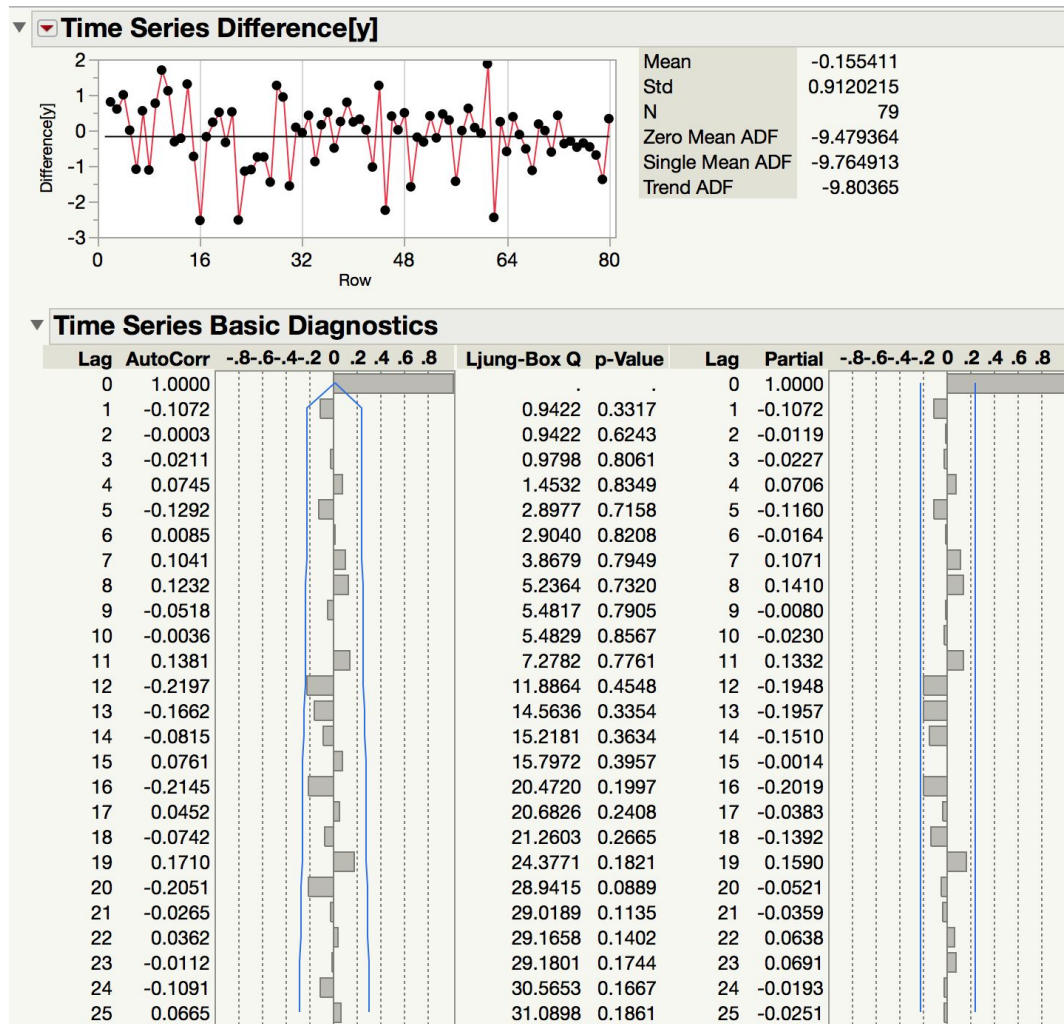 Time Series Difference[y]
2
1
0
-1
-2
-3
Difference[y]
0 16 32 48 64 80
Row
Mean -0.155411
Std 0.9120215
N 79
Zero Mean ADF -9.479364
Single Mean ADF -9.764913
Trend ADF -9.80365
Time Series Basic Diagnostics
Lag AutoCorr -.8-.6-.4-.2 0 .2 .4 .6 .8 Ljung-Box Q p-Value Lag Partial -.8-.6-.4-.2 0 .2 .4 .6 .8
0 1.0000 . . 0 1.0000
1 -0.1072 0.9422 0.3317 1 -0.1072
2 -0.0003 0.9422 0.6243 2 -0.0119
3 -0.0211 0.9798 0.8061 3 -0.0227
4 0.0745 1.4532 0.8349 4 0.0706
5 -0.1292 2.8977 0.7158 5 -0.1160
6 0.0085 2.9040 0.8208 6 -0.0164
7 0.1041 3.8679 0.7949 7 0.1071
8 0.1232 5.2364 0.7320 8 0.1410
9 -0.0518 5.4817 0.7905 9 -0.0080
10 -0.0036 5.4829 0.8567 10 -0.0230
11 0.1381 7.2782 0.7761 11 0.1332
12 -0.2197 11.8864 0.4548 12 -0.1948
13 -0.1662 14.5636 0.3354 13 -0.1957
14 -0.0815 15.2181 0.3634 14 -0.1510
15 0.0761 15.7972 0.3957 15 -0.0014
16 -0.2145 20.4720 0.1997 16 -0.2019
17 0.0452 20.6826 0.2408 17 -0.0383
18 -0.0742 21.2603 0.2665 18 -0.1392
19 0.1710 24.3771 0.1821 19 0.1590
20 -0.2051 28.9415 0.0889 20 -0.0521
21 -0.0265 29.0189 0.1135 21 -0.0359
22 0.0362 29.1658 0.1402 22 0.0638
23 -0.0112 29.1801 0.1744 23 0.0691
24 -0.1091 30.5653 0.1667 24 -0.0193
25 0.0665 31.0898 0.1861 25 -0.0251